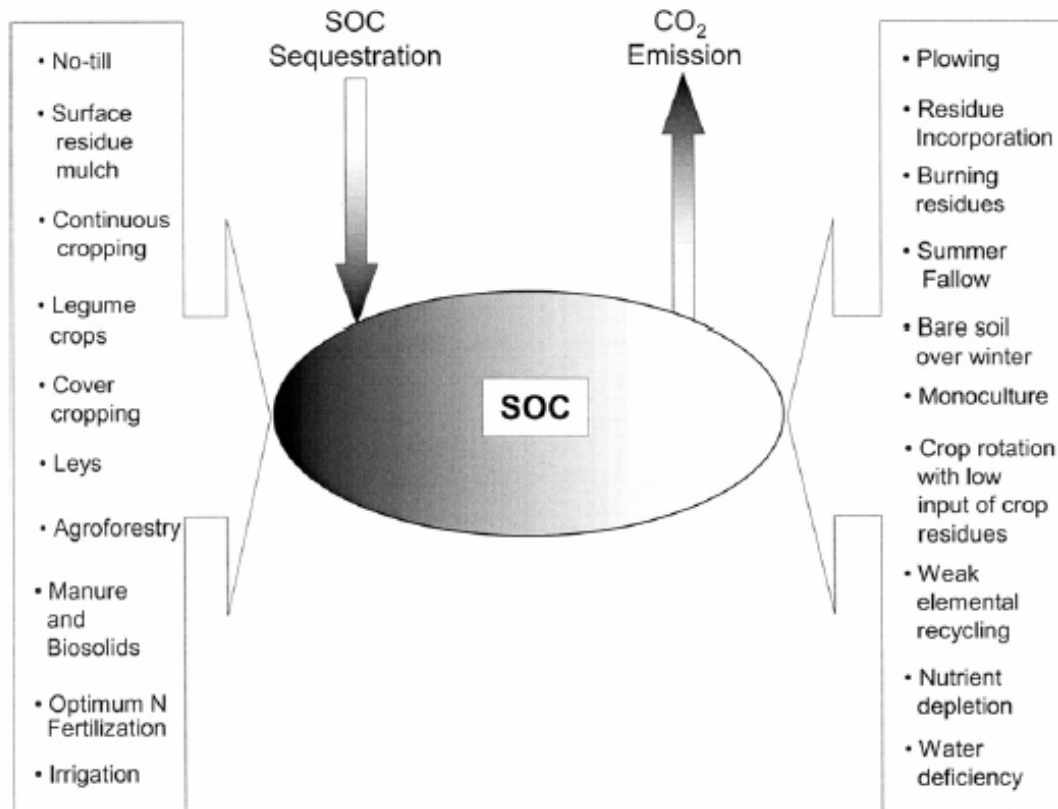 SOC
Sequestration
CO₂
Emission
• No-till
• Surface
residue
mulch
• Continuous
cropping
• Legume
crops
• Cover
cropping
• Leys
• Agroforestry
• Manure
and
Biosolids
• Optimum N
Fertilization
• Irrigation
SOC
• Plowing
• Residue
Incorporation
• Burning
residues
• Summer
Fallow
• Bare soil
over winter
• Monoculture
• Crop rotation
with low
input of crop
residues
• Weak
elemental
recycling
• Nutrient
depletion
• Water
deficiency